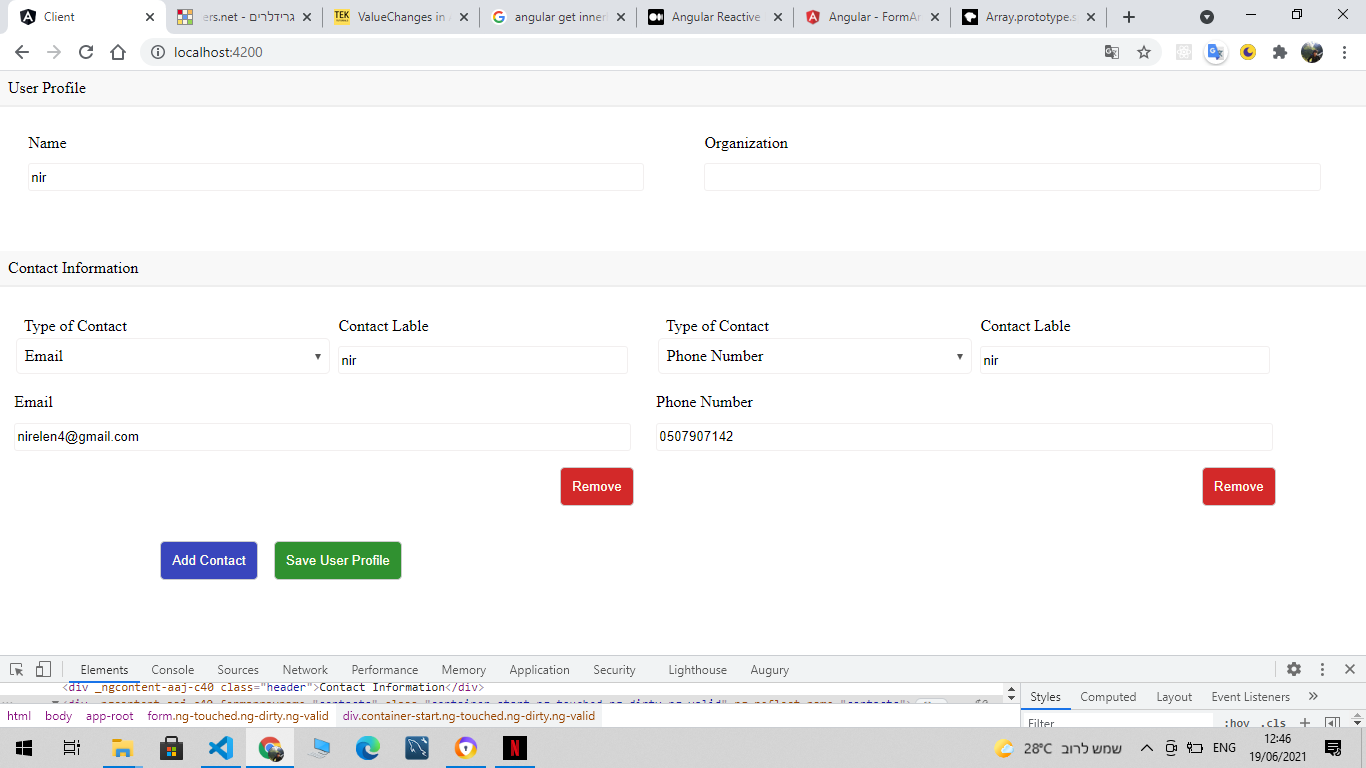 Client
ers.net - גרידלרים
TEK ValueChanges in
angular get inner
Angular Reactive
Angular - FormAr
Array.prototype.s
localhost:4200
User Profile
Name Organization
nir
Contact Information
Type of Contact Contact Lable Type of Contact Contact Lable
Email nir Phone Number nir
Email Phone Number
nirelen4@gmail.com 0507907142
Remove Remove
Add Contact Save User Profile
Elements Console Sources Network Performance Memory Application Security Lighthouse Augury
<div _ngcontent-aaj-c40 class="header">Contact Information</div>
Styles Computed Layout Event Listeners »
html body app-root form.ng-touched.ng-dirty.ng-valid div.container-start.ng-touched.ng-dirty.ng-valid
Filter :hov .cls +
28°C שמש לרוב ENG 12:46
19/06/2021